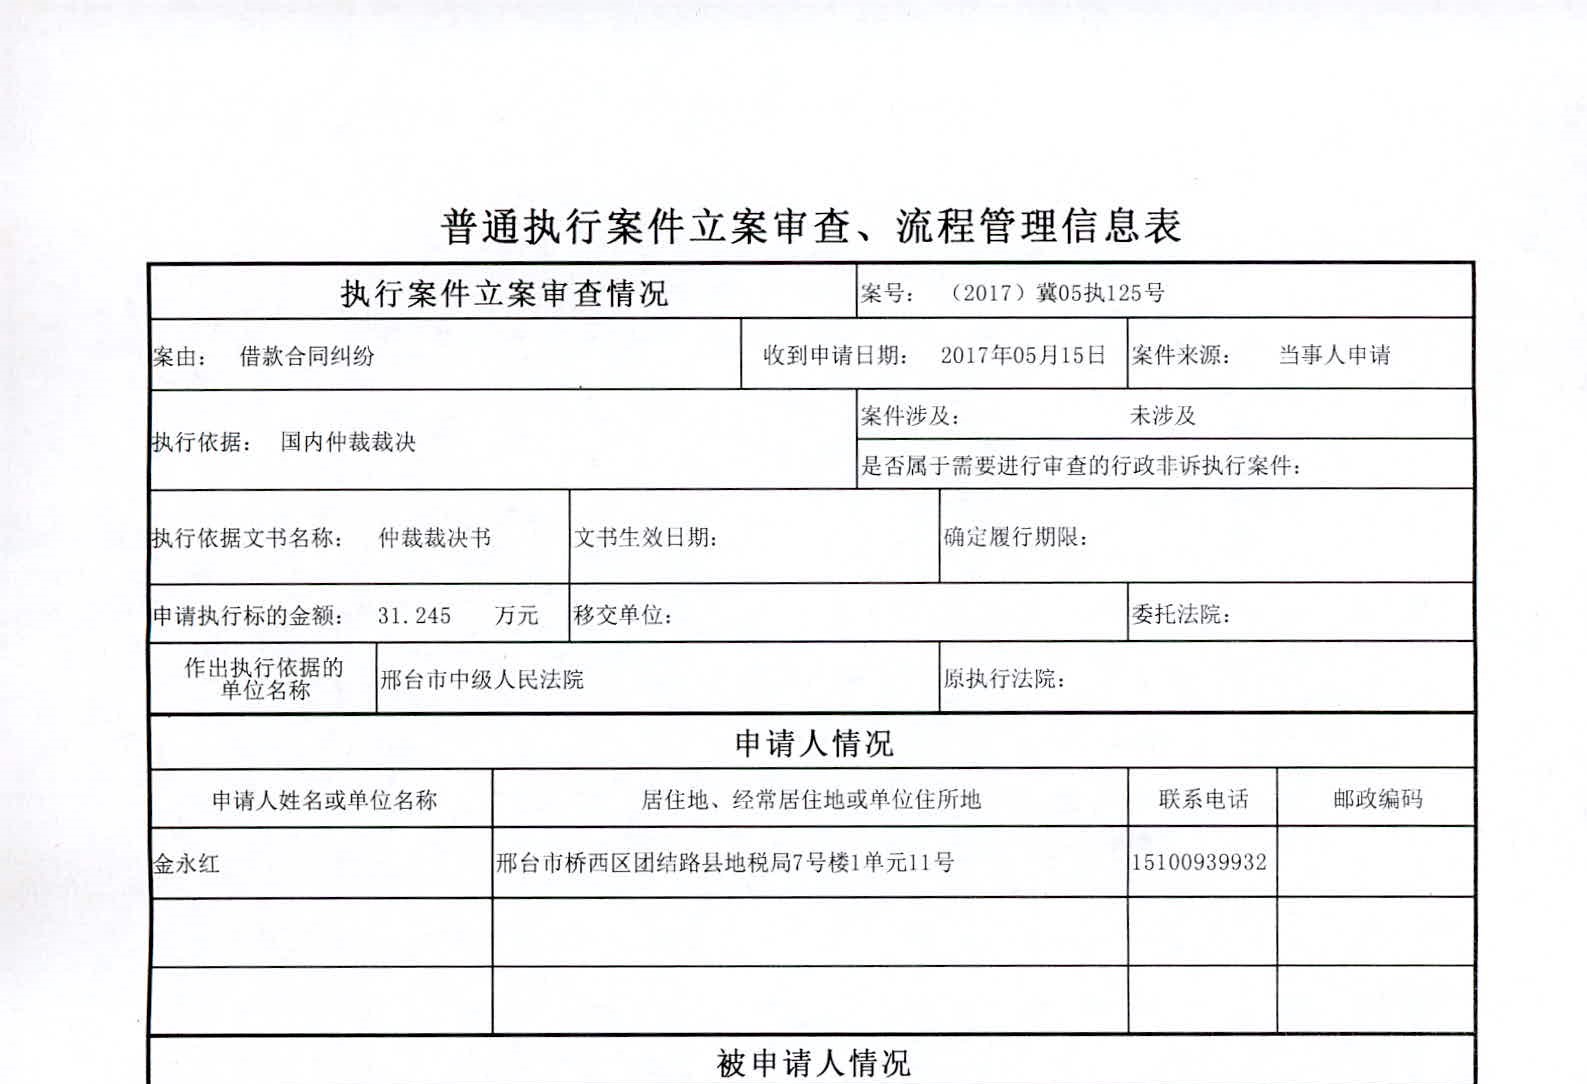 普通执行案件立案审查、流程管理信息表
执行案件立案审查情况 案号： （2017）冀05执125号
案由： 借款合同纠纷 收到申请日期： 2017年05月15日 案件来源： 当事人申请
执行依据： 国内仲裁裁决
案件涉及： 未涉及
是否属于需要进行审查的行政非诉执行案件：
执行依据文书名称： 仲裁裁决书 文书生效日期： 确定履行期限：
申请执行标的金额： 31.245 万元 移交单位： 委托法院：
作出执行依据的
单位名称
邢台市中级人民法院 原执行法院：
申请人情况
申请人姓名或单位名称 居住地、经常居住地或单位住所地 联系电话 邮政编码
金永红 邢台市桥西区团结路县地税局7号楼1单元11号 15100939932
被申请人情况